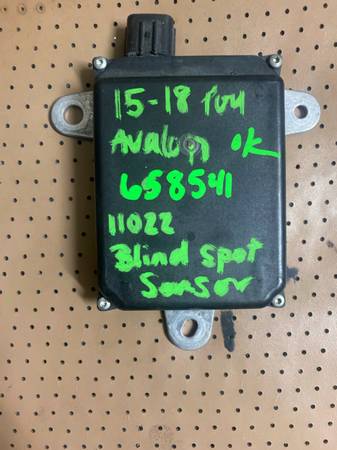 15-18 Toy
Avalon OK
658541
11022
Blind Spot
Sensor